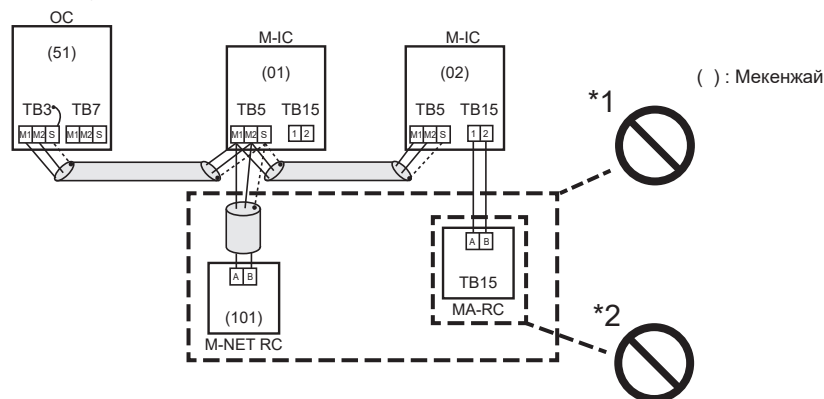 OC
M-IC
M-IC
(51)
(01)
(02)
( ) : Мекенжай
*1
TB3 TB7
TB5 TB15
TB5 TB15
M1 M2 S M1 M2 S
M1 M2 S 1 2
M1 M2 S 1 2
A B
A B
TB15
(101)
MA-RC
*2
M-NET RC